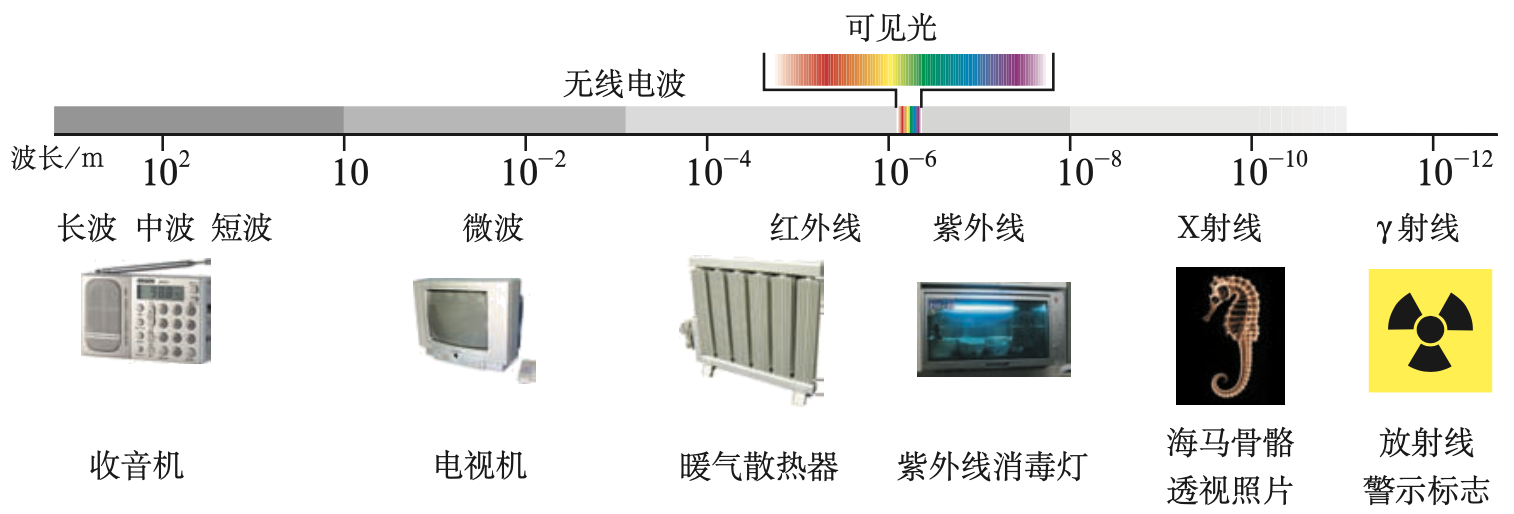 可见光
无线电波
波长/m
10² 10 10⁻² 10⁻⁴ 10⁻⁶ 10⁻⁸ 10⁻¹⁰ 10⁻¹²
长波 中波 短波 微波 红外线 紫外线 X射线 γ射线
收音机 电视机 暖气散热器 紫外线消毒灯
海马骨骼
透视照片
放射线
警示标志